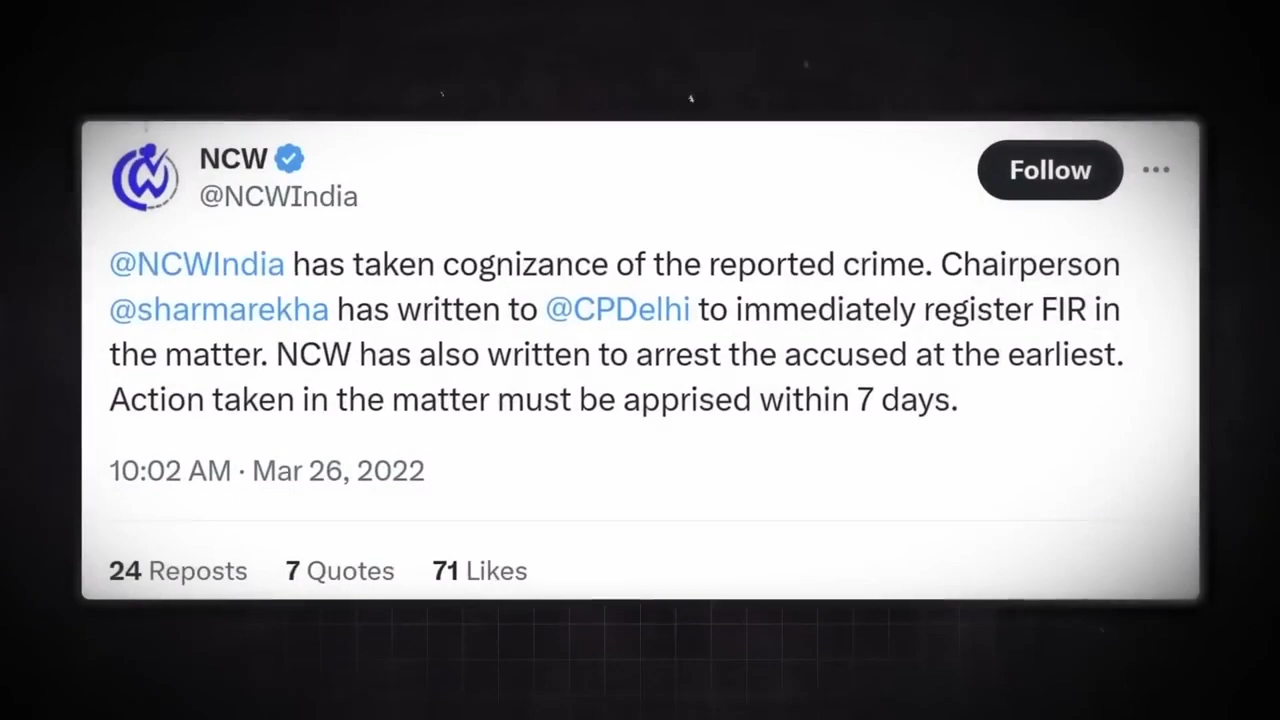 NCW
@NCWIndia
Follow
@NCWIndia has taken cognizance of the reported crime. Chairperson
@sharmarekha has written to @CPDelhi to immediately register FIR in
the matter. NCW has also written to arrest the accused at the earliest.
Action taken in the matter must be apprised within 7 days.
10:02 AM · Mar 26, 2022
24 Reposts 7 Quotes 71 Likes